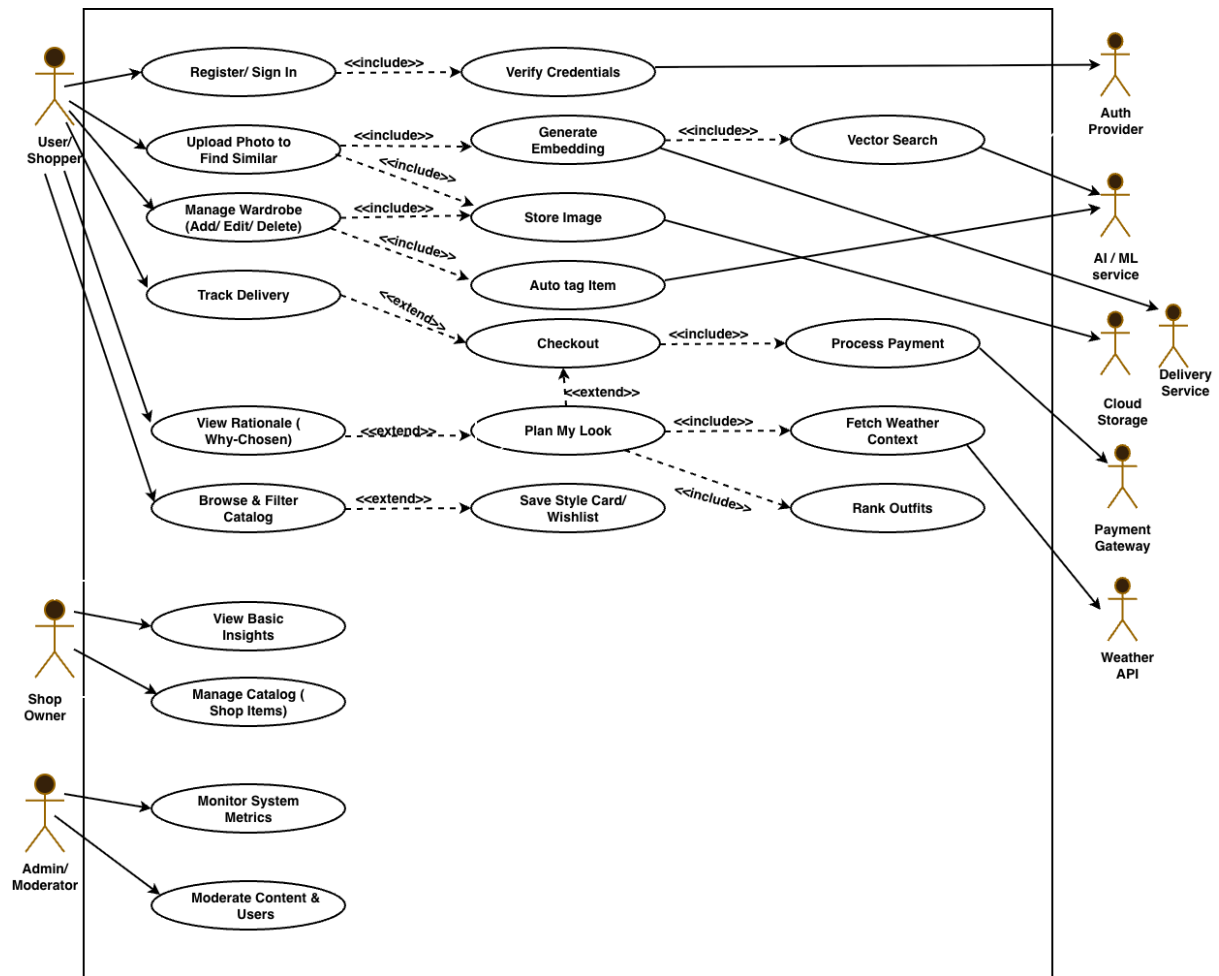 Register/ Sign In
<<include>>
Verify Credentials
Auth
Provider
User/
Shopper
Upload Photo to
Find Similar
<<include>>
Generate
Embedding
<<include>>
Vector Search
<<include>>
Manage Wardrobe
(Add/ Edit/ Delete)
<<include>>
Store Image
<<include>>
AI / ML
service
Track Delivery
Auto tag Item
<<extend>>
Checkout
<<include>>
Process Payment
Delivery
Service
Cloud
Storage
<<extend>>
View Rationale (
Why-Chosen)
<<extend>>
Plan My Look
<<include>>
Fetch Weather
Context
Browse & Filter
Catalog
<<extend>>
Save Style Card/
Wishlist
<<include>>
Rank Outfits
Payment
Gateway
View Basic
Insights
Weather
API
Shop
Owner
Manage Catalog (
Shop Items)
Monitor System
Metrics
Admin/
Moderator
Moderate Content &
Users